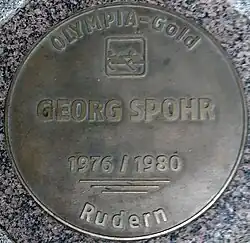 OLYMPIA-Gold
GEORG SPOHR
1976 / 1980
Rudern